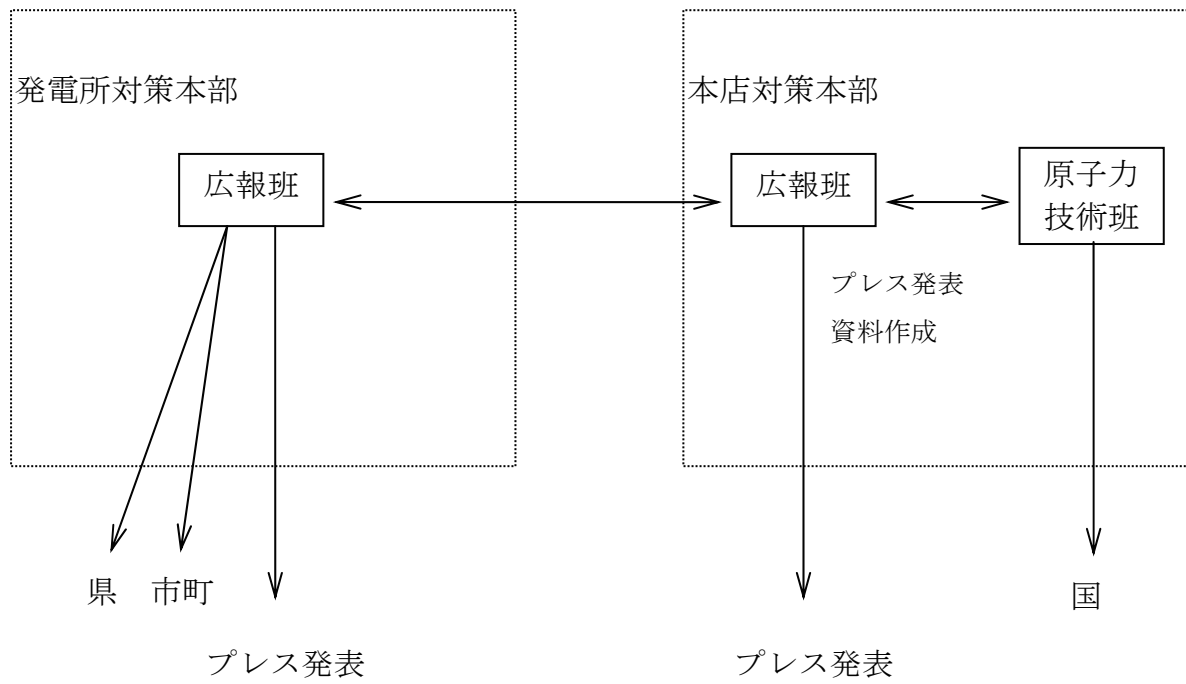 発電所対策本部
本店対策本部
広報班
広報班
原子力
技術班
プレス発表
資料作成
県
市町
国
プレス発表
プレス発表